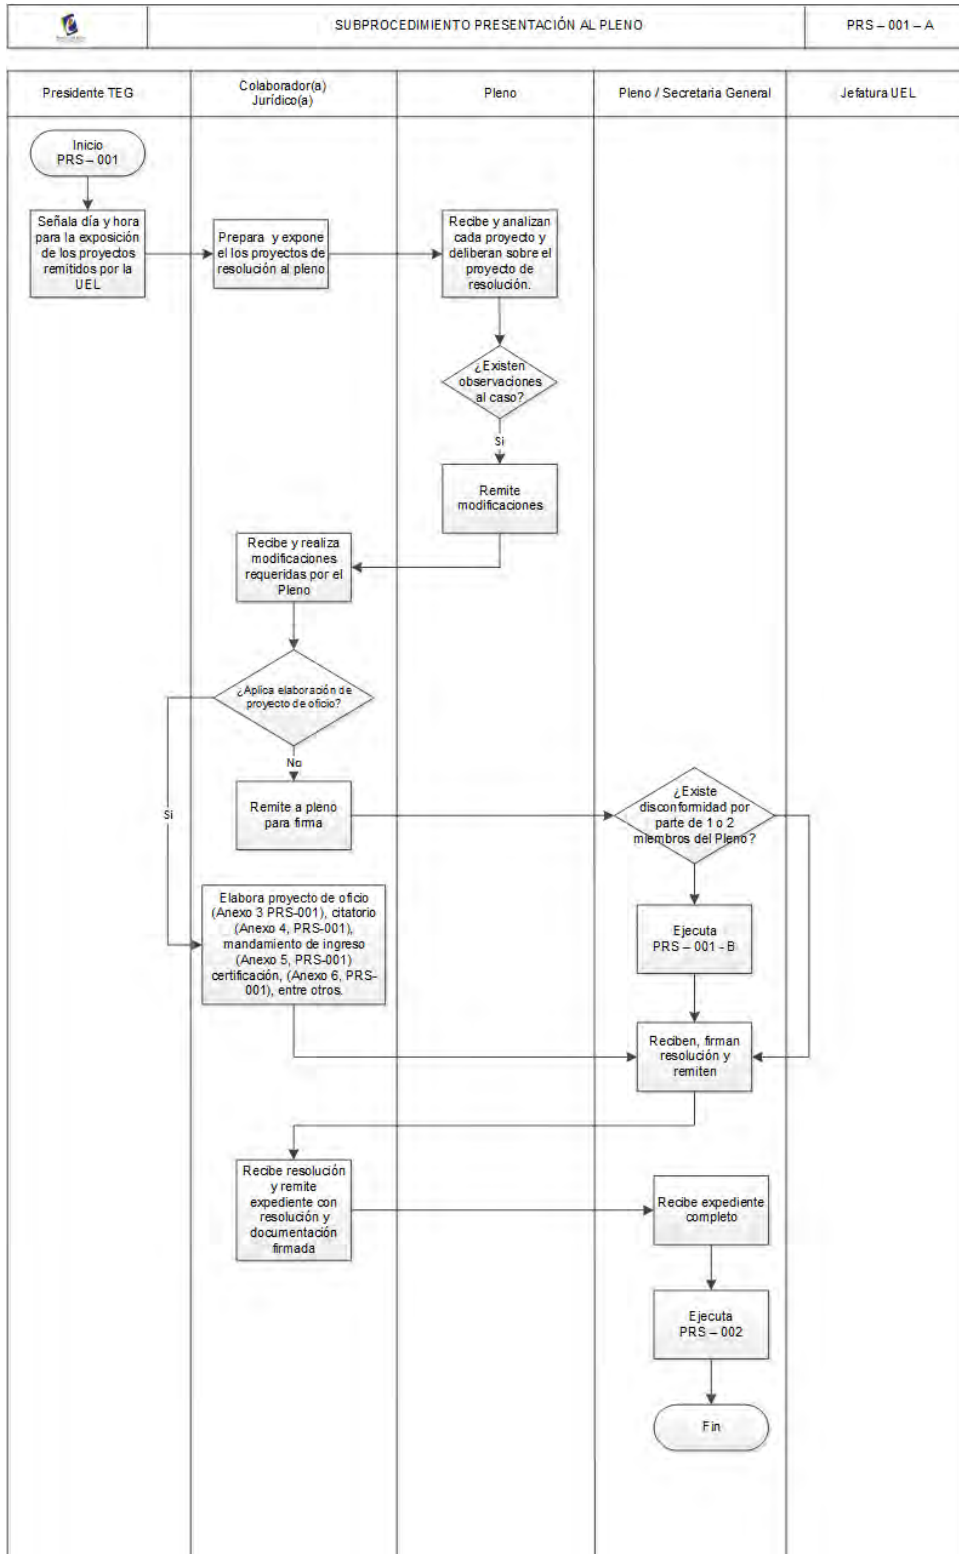 SUBPROCEDIMIENTO PRESENTACIÓN AL PLENO
PRS – 001 – A
Presidente TEG
Colaborador(a)
Jurídico(a)
Pleno
Pleno / Secretaria General
Jefatura UEL
Inicio
PRS – 001
Señala día y hora
para la exposición
de los proyectos
remitidos por la
UEL
Prepara y expone
el los proyectos de
resolución al pleno
Recibe y analizan
cada proyecto y
deliberan sobre el
proyecto de
resolución.
¿Existen
observaciones
al caso?
Si
Remite
modificaciones
Recibe y realiza
modificaciones
requeridas por el
Pleno
¿Aplica elaboración de
proyecto de oficio?
No
Si
Remite a pleno
para firma
¿Existe
disconformidad por
parte de 1 o 2
miembros del Pleno?
Elabora proyecto de oficio
(Anexo 3 PRS-001), citatorio
(Anexo 4, PRS-001),
mandamiento de ingreso
(Anexo 5, PRS-001)
certificación, (Anexo 6, PRS-
001), entre otros.
Ejecuta
PRS – 001 - B
Reciben, firman
resolución y
remiten
Recibe resolución
y remite
expediente con
resolución y
documentación
firmada
Recibe expediente
completo
Ejecuta
PRS – 002
Fin